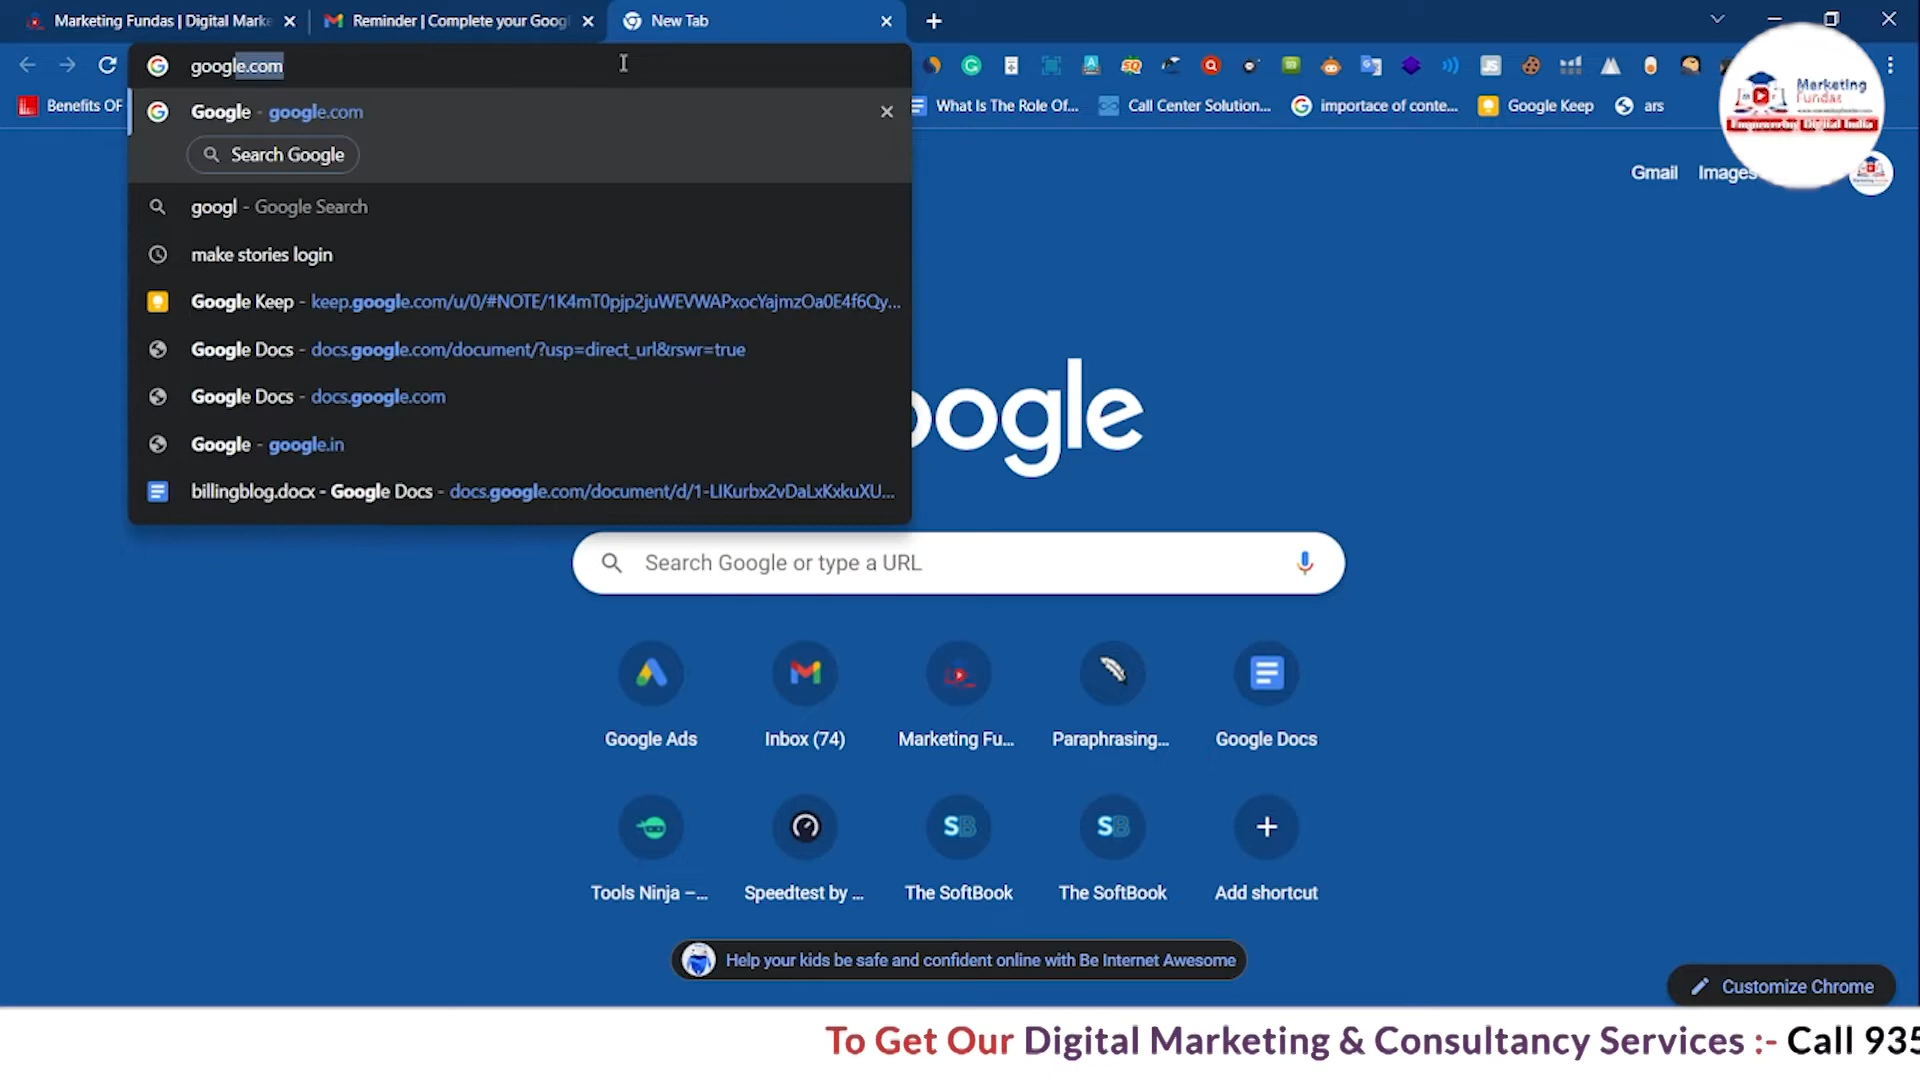 Marketing Fundas | Digital Marke
Reminder | Complete your Goog
New Tab
google.com
Benefits OF
What Is The Role Of...
Call Center Solution...
importace of conte...
Google Keep
ars
Marketing
Fundas
Empowering Digital India
Google - google.com
Search Google
googl - Google Search
make stories login
Google Keep - keep.google.com/u/0/#NOTE/1K4mT0pjp2juWEVWAPxocYajmzOa0E4f6Qy...
Google Docs - docs.google.com/document/?usp=direct_url&rswr=true
Google Docs - docs.google.com
Google - google.in
billingblog.docx - Google Docs - docs.google.com/document/d/1-LIKurbx2vDaLxKxkuXU...
Gmail
Images
oogle
Search Google or type a URL
Google Ads
Inbox (74)
Marketing Fu...
Paraphrasing...
Google Docs
Tools Ninja –...
Speedtest by ...
The SoftBook
The SoftBook
Add shortcut
Help your kids be safe and confident online with Be Internet Awesome
Customize Chrome
To Get Our Digital Marketing & Consultancy Services :- Call 935